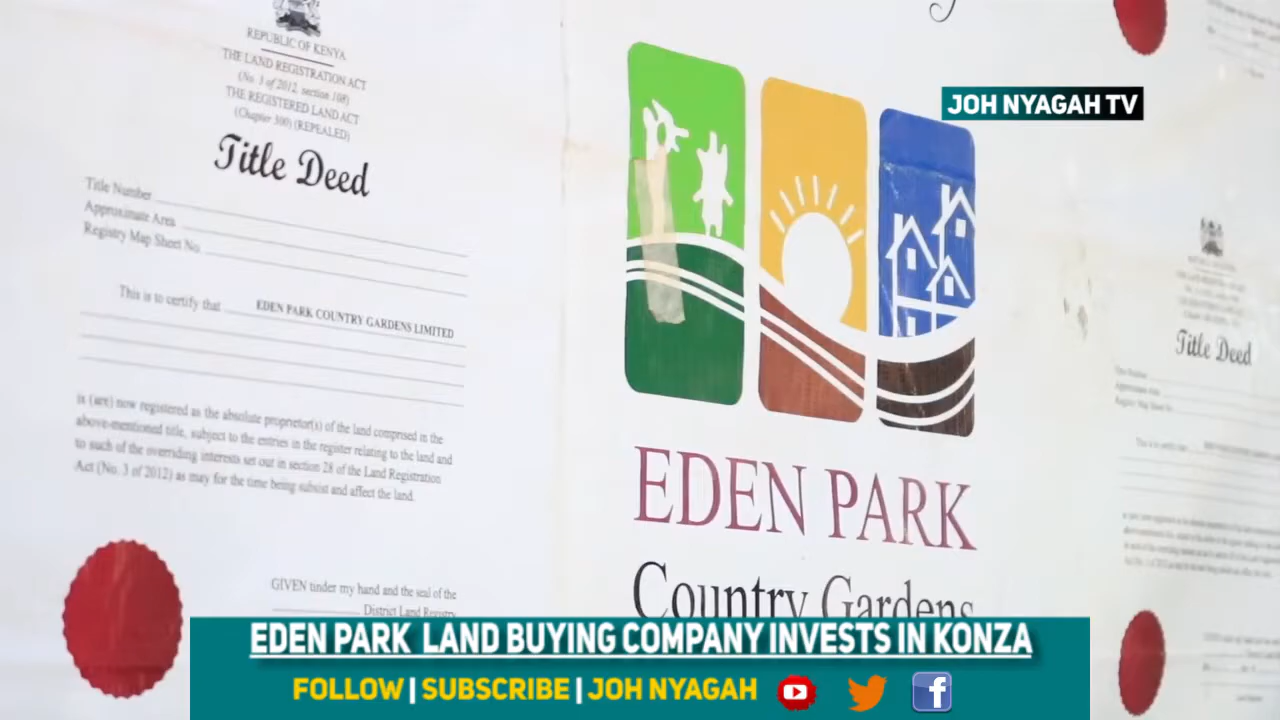 REPUBLIC OF KENYA
THE LAND REGISTRATION ACT
(No. 3 of 2012, section 108)
THE REGISTERED LAND ACT
(Chapter 300) (REPEALED)
Title Deed
Title Number
Approximate Area
Registry Map Sheet No.
This is to certify that EDEN PARK COUNTRY GARDENS LIMITED
is (are) now registered as the absolute proprietor(s) of the land comprised in the
above-mentioned title, subject to the entries in the register relating to the land and
to such of the overriding interests set out in section 28 of the Land Registration
Act (No. 3 of 2012) as may for the time being subsist and affect the land.
GIVEN under my hand and the seal of the
District Land Registry
EDEN PARK
Country Gardens
JOH NYAGAH TV
Title Deed
EDEN PARK LAND BUYING COMPANY INVESTS IN KONZA
FOLLOW | SUBSCRIBE | JOH NYAGAH